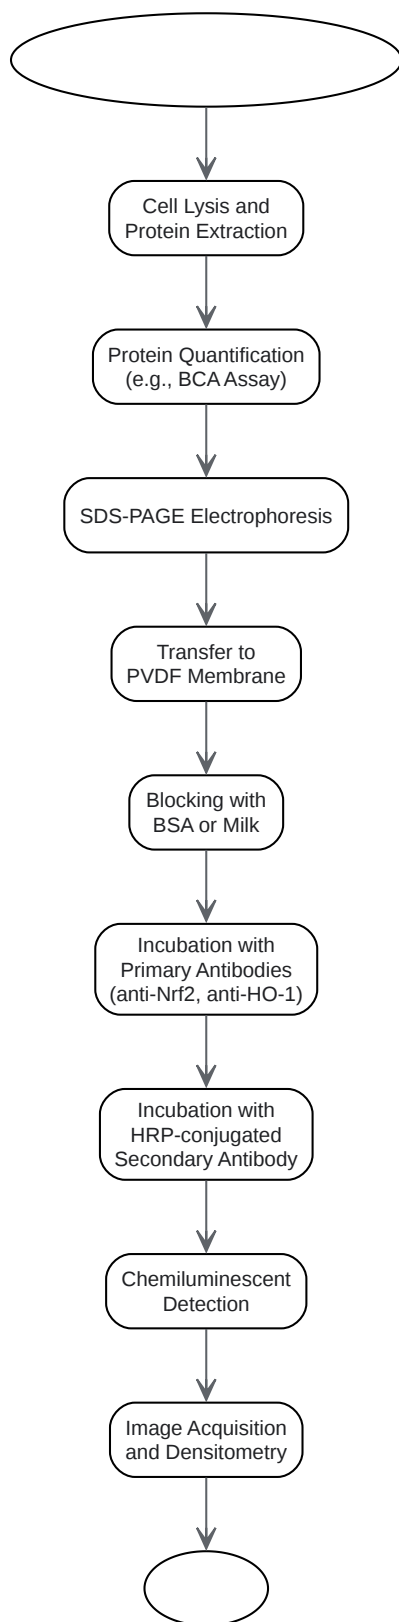 Cell Lysis and
Protein Extraction
Protein Quantification
(e.g., BCA Assay)
SDS-PAGE Electrophoresis
Transfer to
PVDF Membrane
Blocking with
BSA or Milk
Incubation with
Primary Antibodies
(anti-Nrf2, anti-HO-1)
Incubation with
HRP-conjugated
Secondary Antibody
Chemiluminescent
Detection
Image Acquisition
and Densitometry